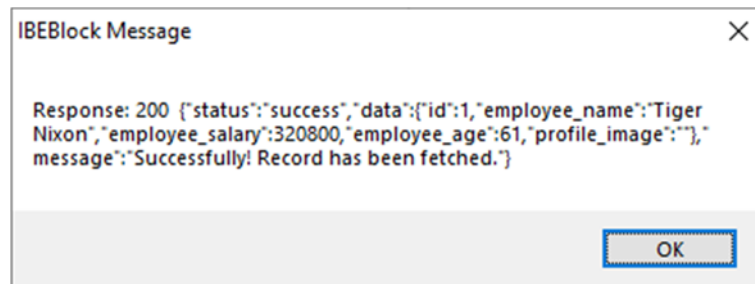 IBEBlock Message
Response: 200 {"status":"success","data":{"id":1,"employee_name":"Tiger
Nixon","employee_salary":320800,"employee_age":61,"profile_image":""},"
message":"Successfully! Record has been fetched."}
OK